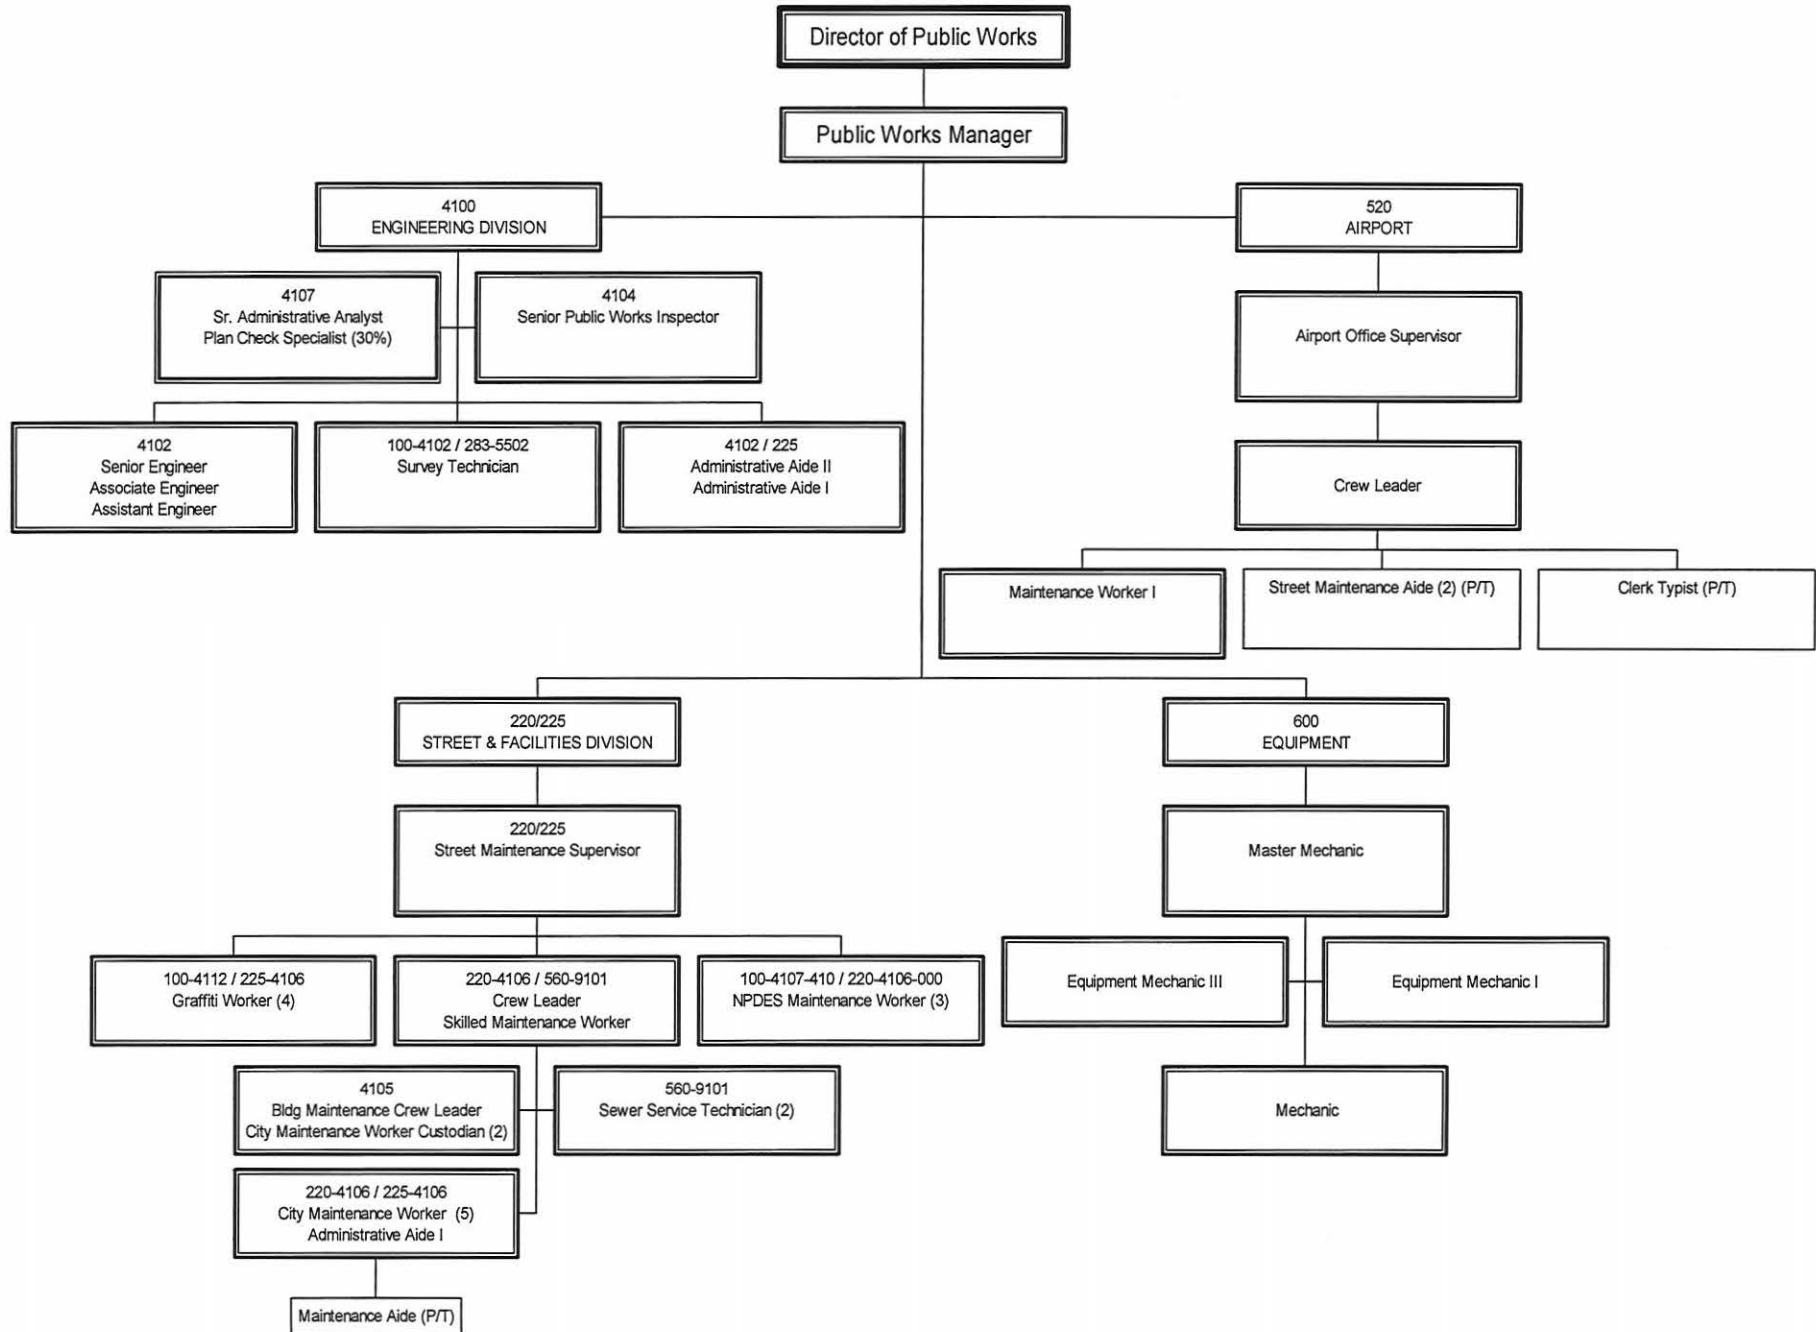 Director of Public Works
Public Works Manager
4100
ENGINEERING DIVISION
520
AIRPORT
4107
Sr. Administrative Analyst
Plan Check Specialist (30%)
4104
Senior Public Works Inspector
Airport Office Supervisor
4102
Senior Engineer
Associate Engineer
Assistant Engineer
100-4102 / 283-5502
Survey Technician
4102 / 225
Administrative Aide II
Administrative Aide I
Crew Leader
Maintenance Worker I
Street Maintenance Aide (2) (P/T)
Clerk Typist (P/T)
220/225
STREET & FACILITIES DIVISION
600
EQUIPMENT
220/225
Street Maintenance Supervisor
Master Mechanic
100-4112 / 225-4106
Graffiti Worker (4)
220-4106 / 560-9101
Crew Leader
Skilled Maintenance Worker
100-4107-410 / 220-4106-000
NPDES Maintenance Worker (3)
Equipment Mechanic III
Equipment Mechanic I
4105
Bldg Maintenance Crew Leader
City Maintenance Worker Custodian (2)
560-9101
Sewer Service Technician (2)
Mechanic
220-4106 / 225-4106
City Maintenance Worker (5)
Administrative Aide I
Maintenance Aide (P/T)